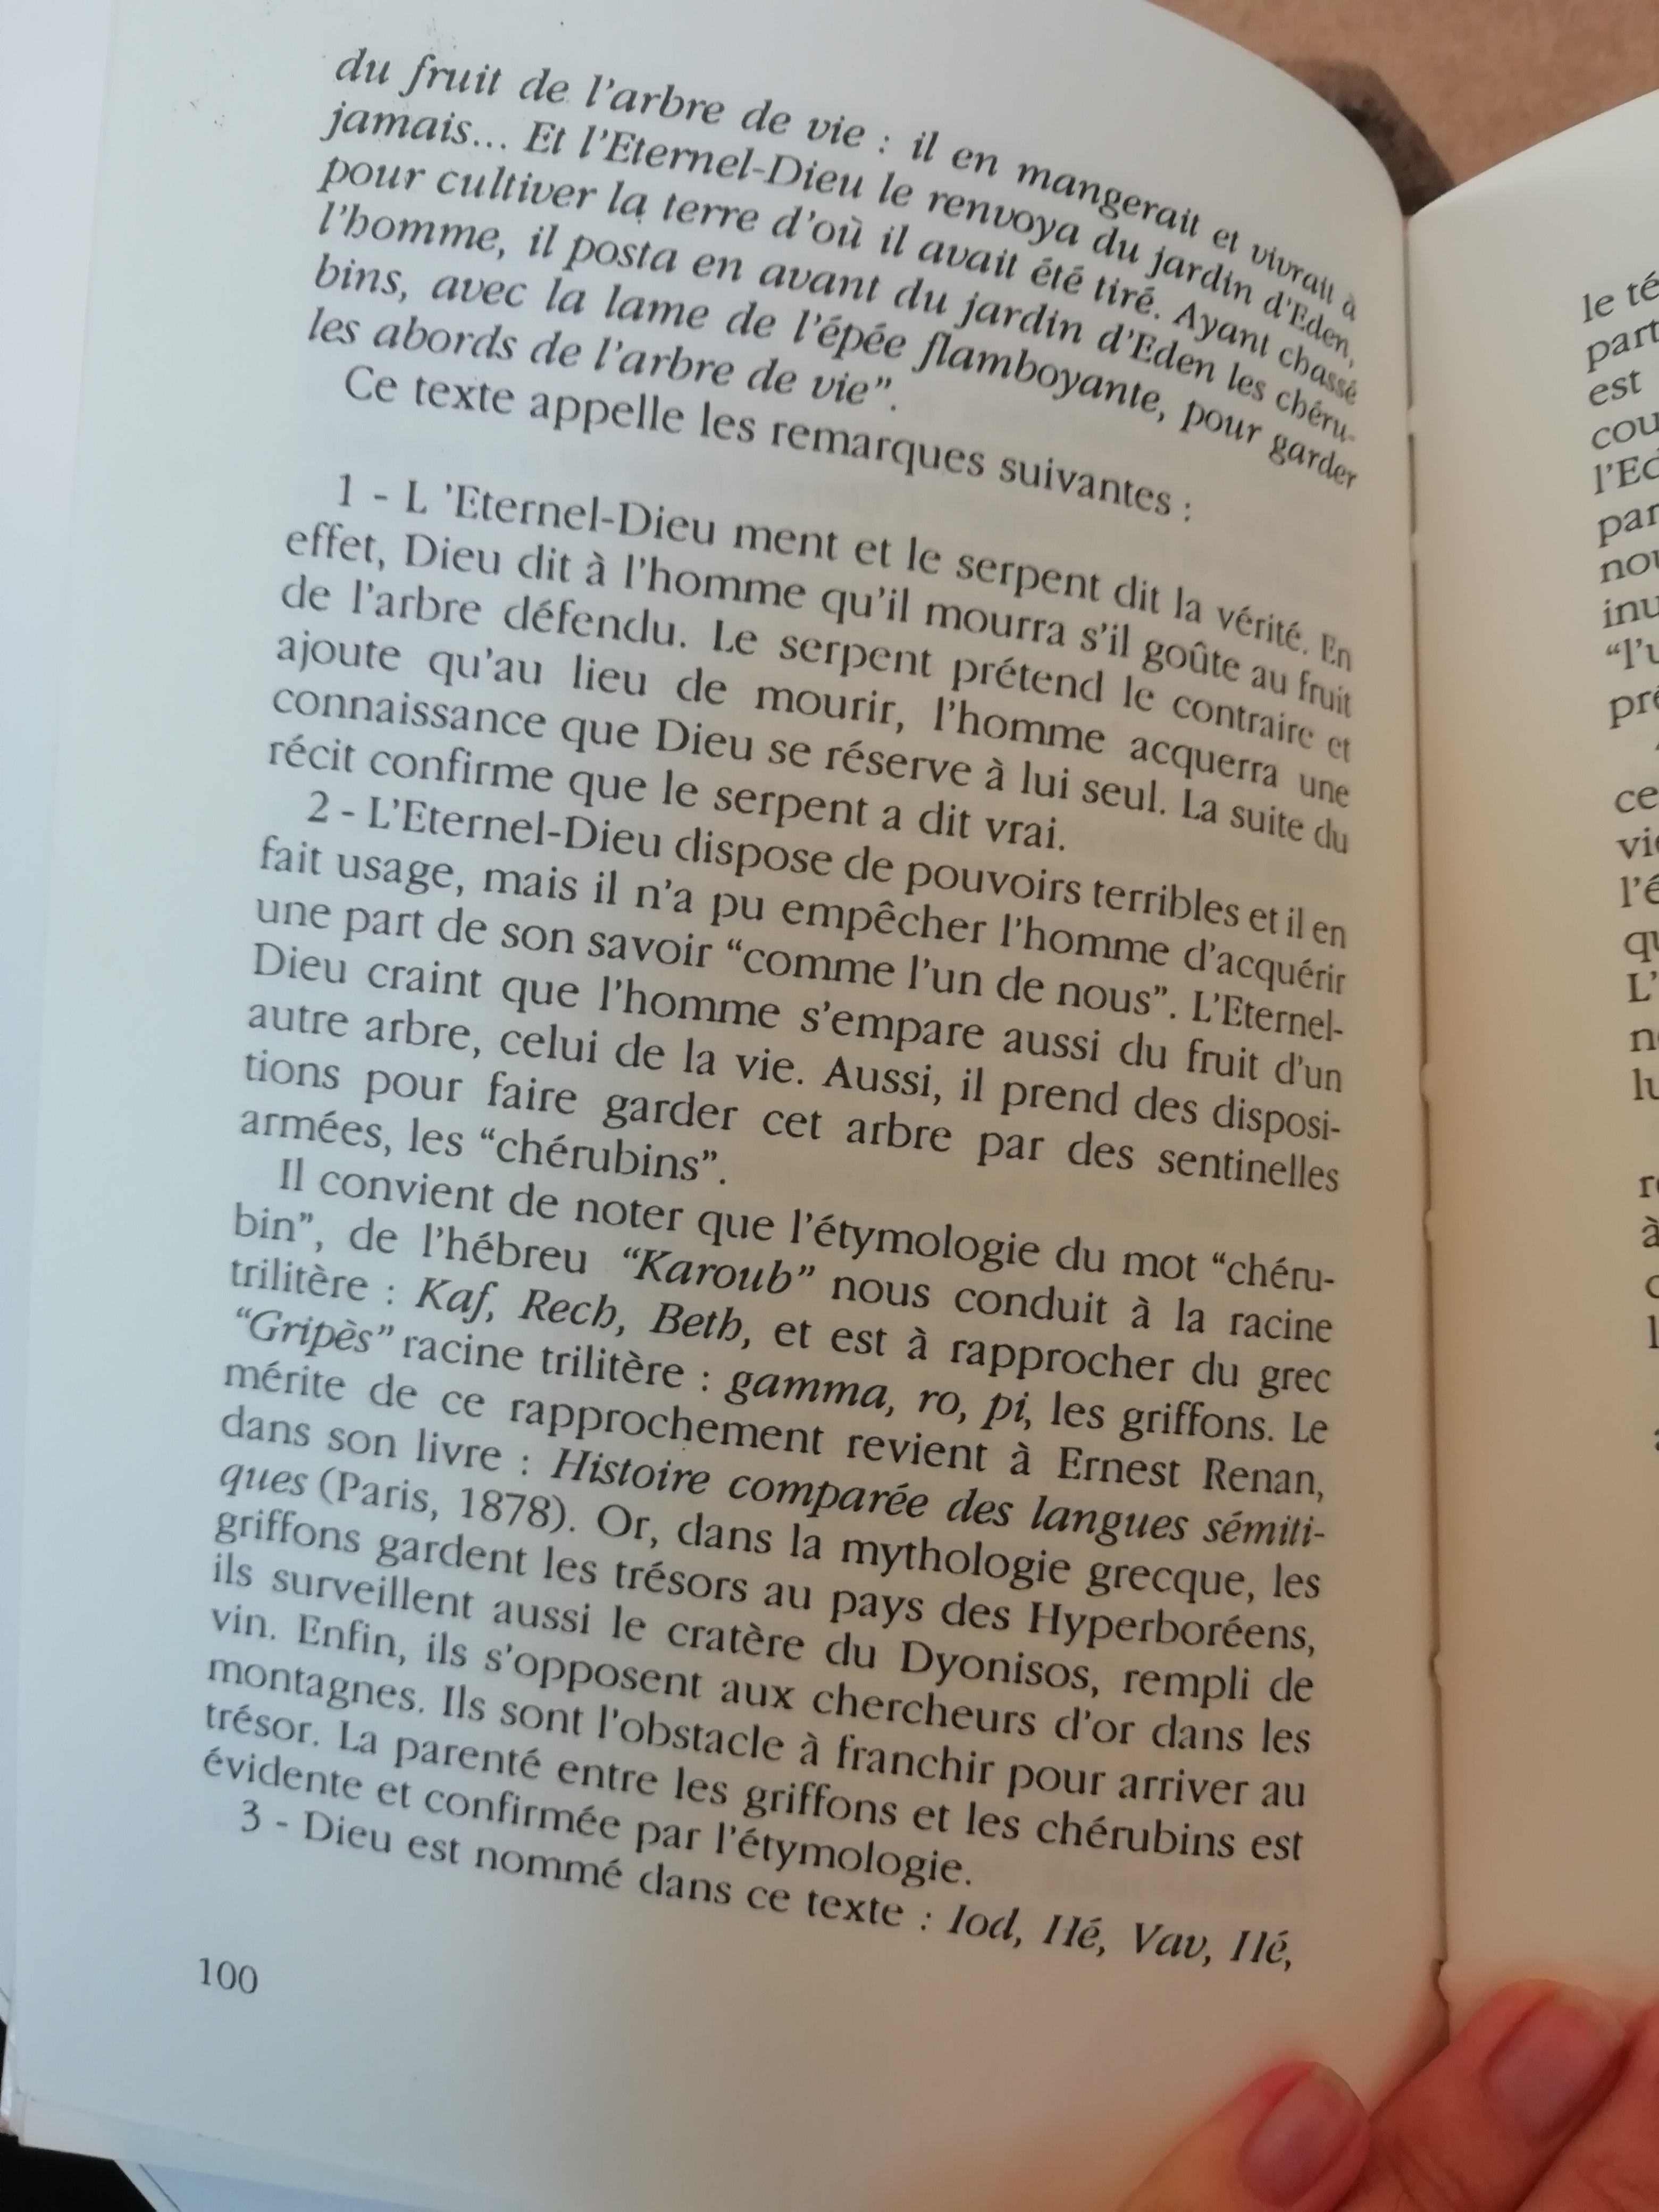 du fruit de l'arbre de vie : il en mangerait et vivrait à
jamais... Et l'Eternel-Dieu le renvoya du jardin d'Eden,
pour cultiver la terre d'où il avait été tiré. Ayant chassé
l'homme, il posta en avant du jardin d'Eden les chéru-
bins, avec la lame de l'épée flamboyante, pour garder
les abords de l'arbre de vie".
Ce texte appelle les remarques suivantes :
1 - L 'Eternel-Dieu ment et le serpent dit la vérité. En
effet, Dieu dit à l'homme qu'il mourra s'il goûte au fruit
de l'arbre défendu. Le serpent prétend le contraire et
ajoute qu'au lieu de mourir, l'homme acquerra une
connaissance que Dieu se réserve à lui seul. La suite du
récit confirme que le serpent a dit vrai.
2 - L'Eternel-Dieu dispose de pouvoirs terribles et il en
fait usage, mais il n'a pu empêcher l'homme d'acquérir
une part de son savoir "comme l'un de nous". L'Eternel-
Dieu craint que l'homme s'empare aussi du fruit d'un
autre arbre, celui de la vie. Aussi, il prend des disposi-
tions pour faire garder cet arbre par des sentinelles
armées, les "chérubins".
Il convient de noter que l'étymologie du mot "chéru-
bin", de l'hébreu "Karoub" nous conduit à la racine
trilitère : Kaf, Rech, Beth, et est à rapprocher du grec
"Gripès" racine trilitère : gamma, ro, pi, les griffons. Le
mérite de ce rapprochement revient à Ernest Renan,
dans son livre : Histoire comparée des langues sémiti-
ques (Paris, 1878). Or, dans la mythologie grecque, les
griffons gardent les trésors au pays des Hyperboréens,
ils surveillent aussi le cratère du Dyonisos, rempli de
vin. Enfin, ils s'opposent aux chercheurs d'or dans les
montagnes. Ils sont l'obstacle à franchir pour arriver au
trésor. La parenté entre les griffons et les chérubins est
évidente et confirmée par l'étymologie.
3 - Dieu est nommé dans ce texte : Iod, Hé, Vav, Hé,
100
le té
part
est
cou
l'Ed
par
nou
inu
"l'u
pré
ce
vie
l'é
qu
L'
lu
à